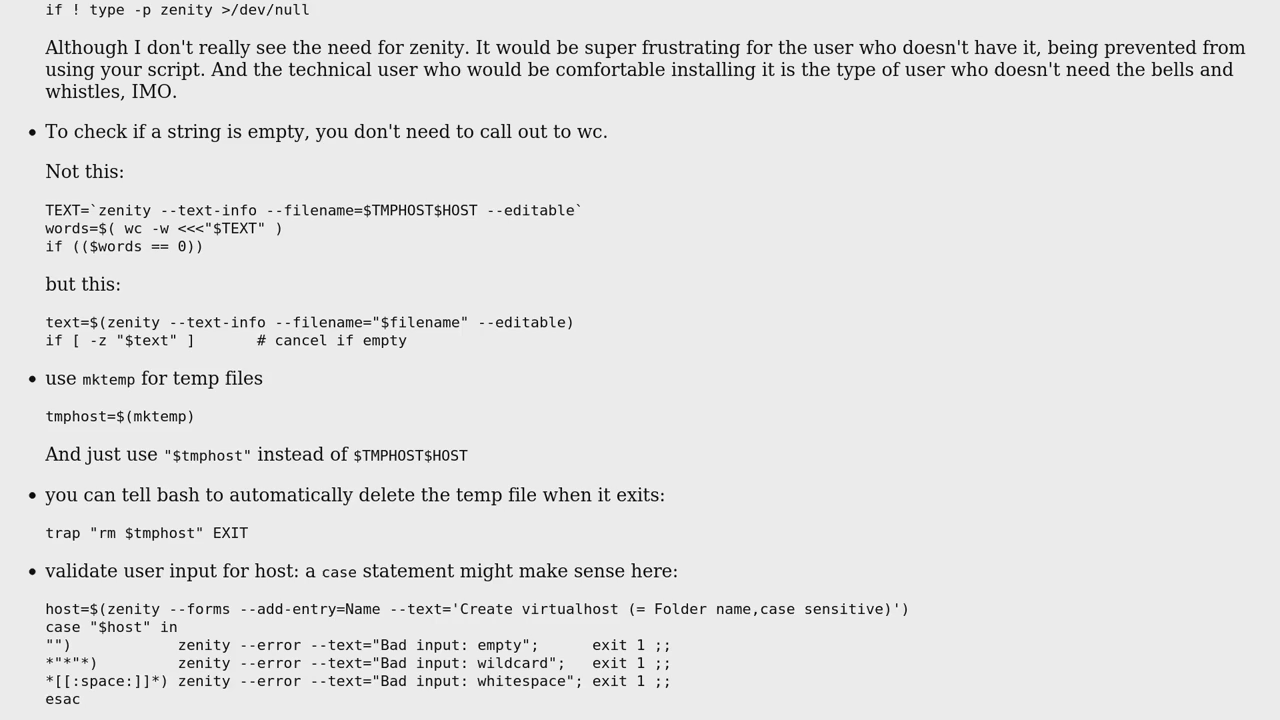 if ! type -p zenity >/dev/null
Although I don't really see the need for zenity. It would be super frustrating for the user who doesn't have it, being prevented from
using your script. And the technical user who would be comfortable installing it is the type of user who doesn't need the bells and
whistles, IMO.
• To check if a string is empty, you don't need to call out to wc.
Not this:
TEXT=`zenity --text-info --filename=$TMPHOST$HOST --editable`
words=$( wc -w <<<"$TEXT" )
if (($words == 0))
but this:
text=$(zenity --text-info --filename="$filename" --editable)
if [ -z "$text" ]       # cancel if empty
• use mktemp for temp files
tmphost=$(mktemp)
And just use "$tmphost" instead of $TMPHOST$HOST
• you can tell bash to automatically delete the temp file when it exits:
trap "rm $tmphost" EXIT
• validate user input for host: a case statement might make sense here:
host=$(zenity --forms --add-entry=Name --text='Create virtualhost (= Folder name,case sensitive)')
case "$host" in
"")            zenity --error --text="Bad input: empty";      exit 1 ;;
*"*"*)         zenity --error --text="Bad input: wildcard";   exit 1 ;;
*[[:space:]]*) zenity --error --text="Bad input: whitespace"; exit 1 ;;
esac